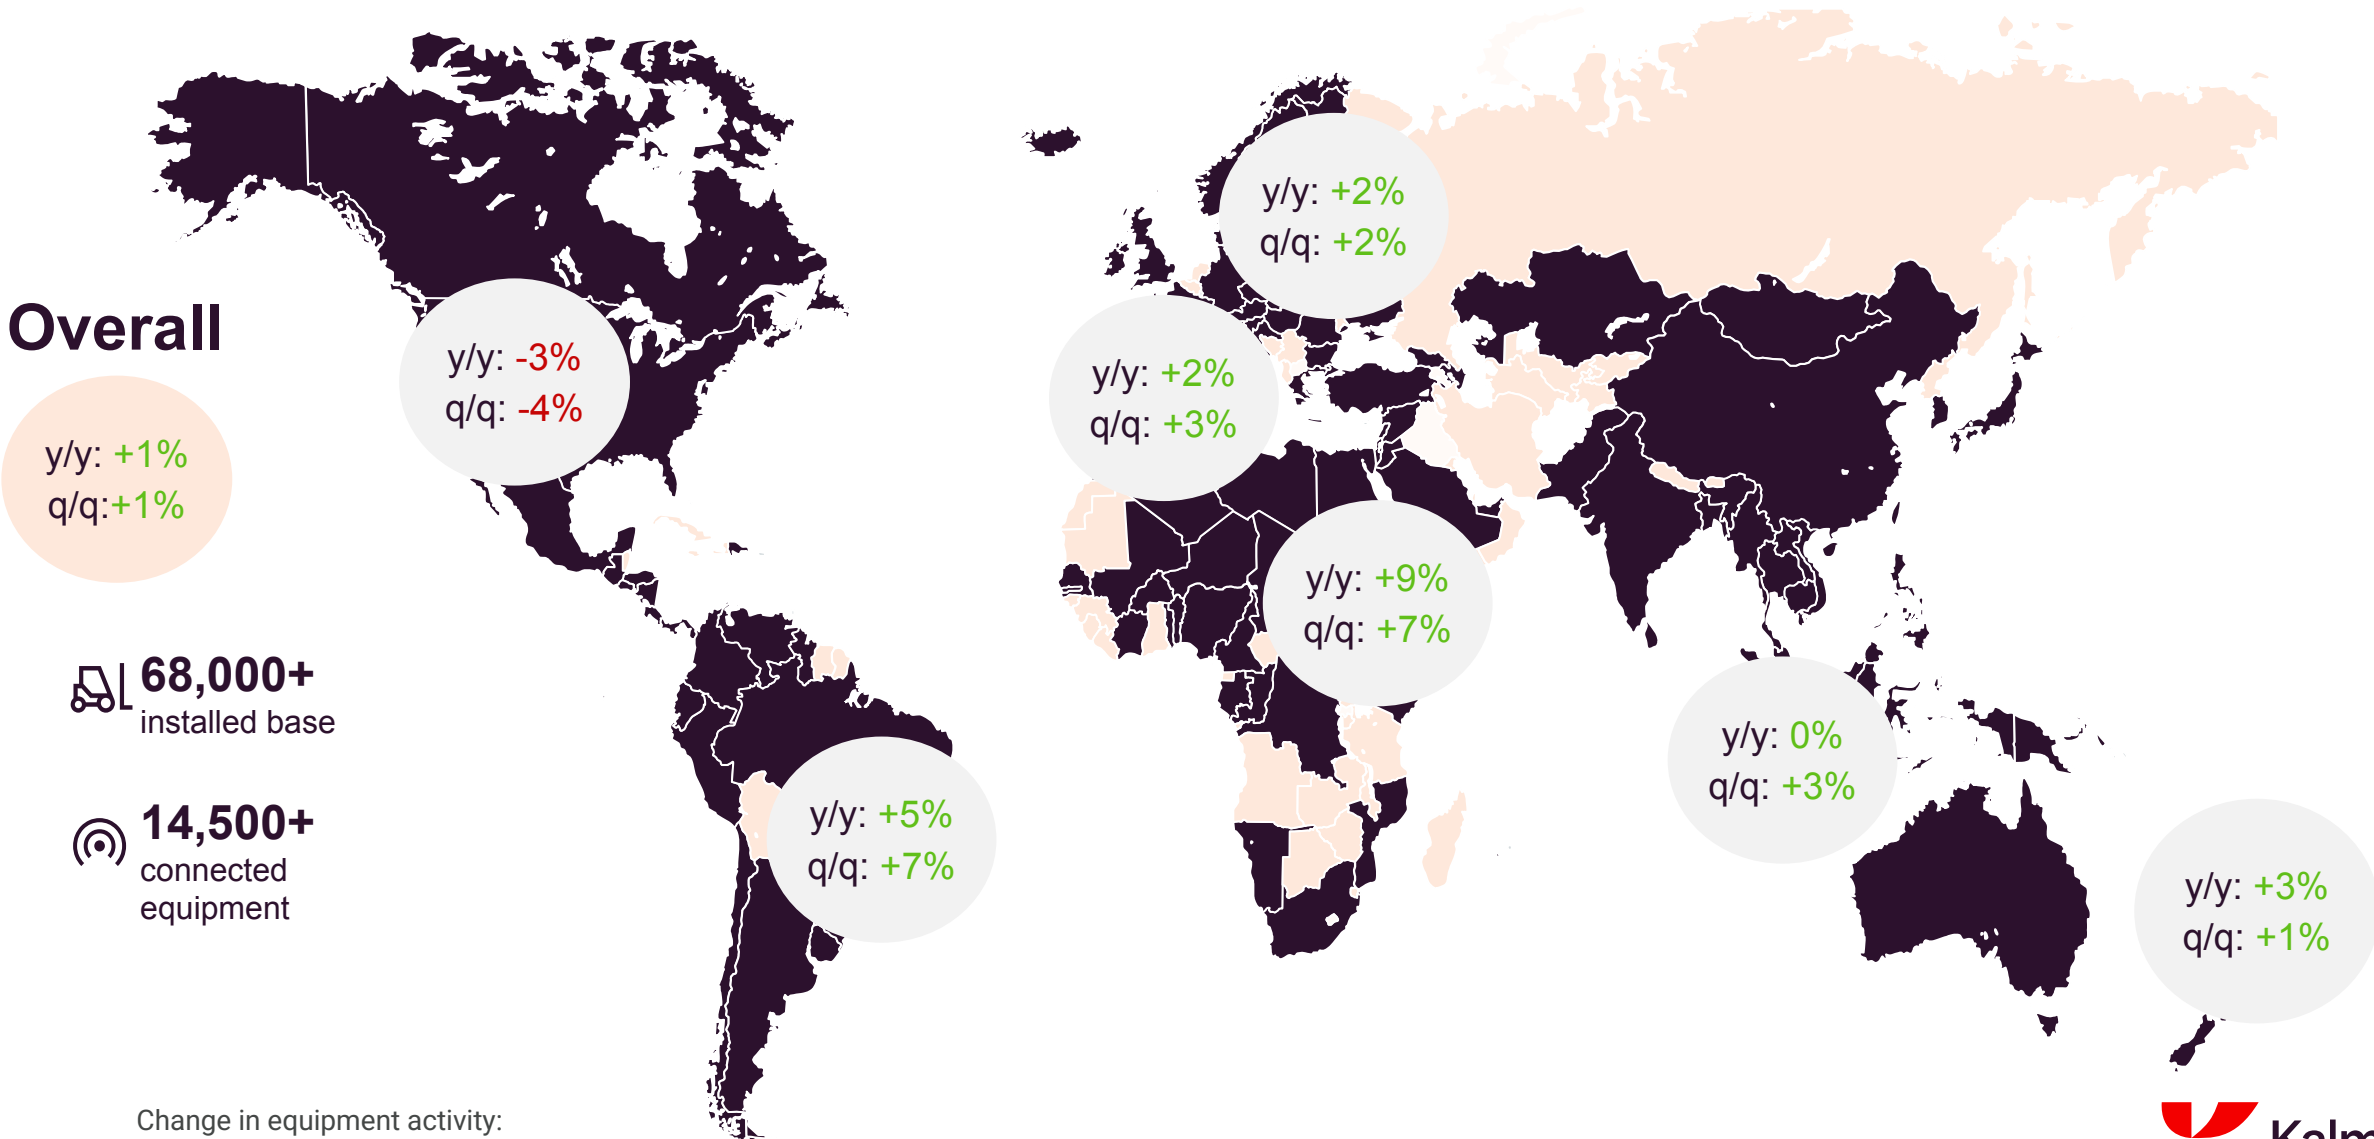 Overall
y/y: +1%
q/q:+1%
68,000+
installed base
14,500+
connected
equipment
y/y: -3%
q/q: -4%
y/y: +5%
q/q: +7%
y/y: +2%
q/q: +2%
y/y: +2%
q/q: +3%
y/y: +9%
q/q: +7%
y/y: 0%
q/q: +3%
y/y: +3%
q/q: +1%
Change in equipment activity: